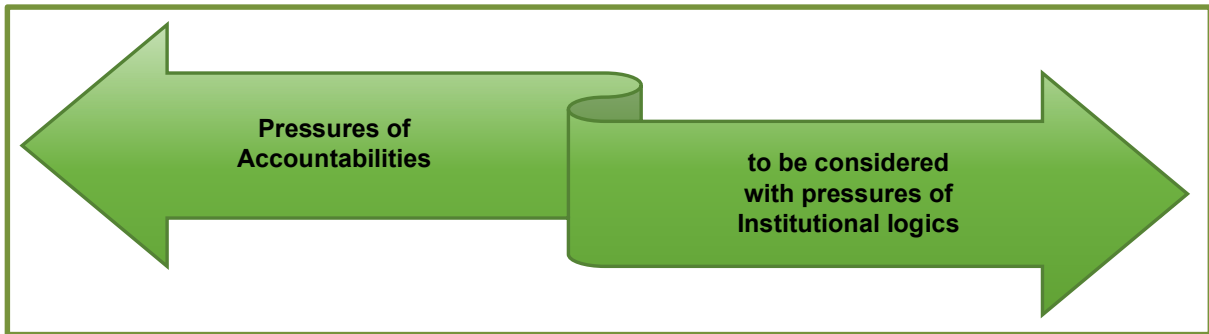 Pressures of
Accountabilities
to be considered
with pressures of
Institutional logics